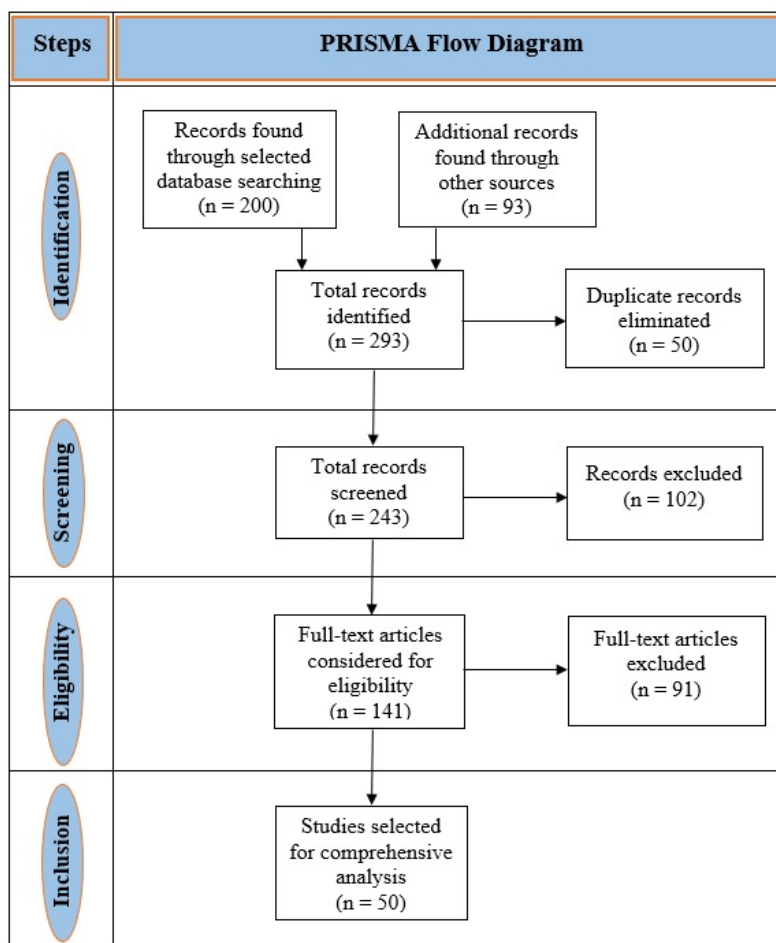 Steps
PRISMA Flow Diagram
Identification
Records found
through selected
database searching
(n = 200)
Additional records
found through
other sources
(n = 93)
Total records
identified
(n = 293)
Duplicate records
eliminated
(n = 50)
Screening
Total records
screened
(n = 243)
Records excluded
(n = 102)
Eligibility
Full-text articles
considered for
eligibility
(n = 141)
Full-text articles
excluded
(n = 91)
Inclusion
Studies selected
for comprehensive
analysis
(n = 50)